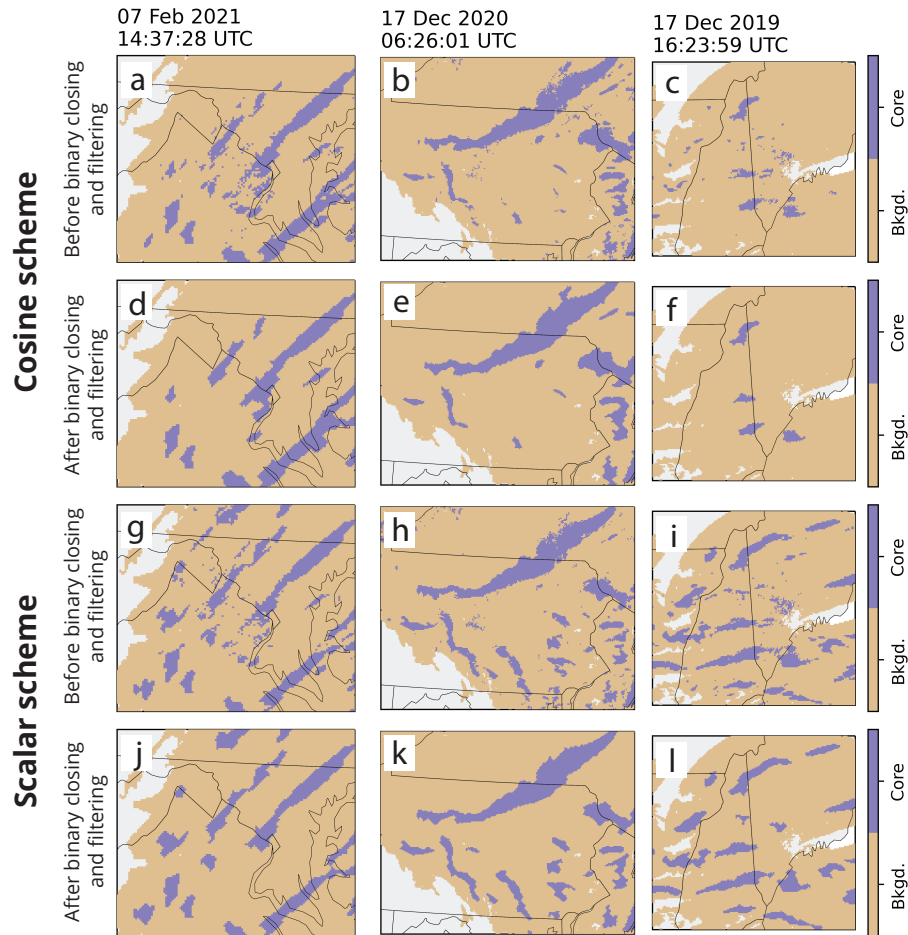 07 Feb 2021
14:37:28 UTC
17 Dec 2020
06:26:01 UTC
17 Dec 2019
16:23:59 UTC
Cosine scheme
Before binary closing
and filtering
a
b
c
Core
Bkgd.
After binary closing
and filtering
d
e
f
Core
Bkgd.
Scalar scheme
Before binary closing
and filtering
g
h
i
Core
Bkgd.
After binary closing
and filtering
j
k
l
Core
Bkgd.